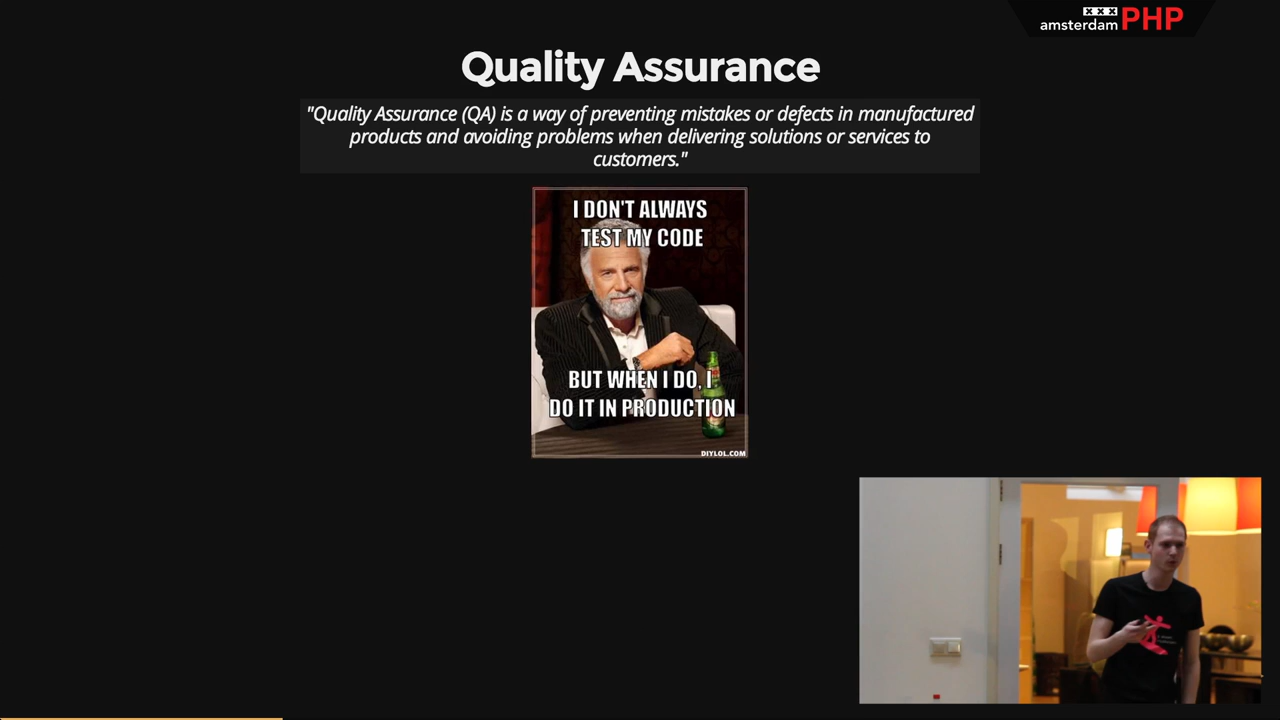 xxx
amsterdamPHP
Quality Assurance
"Quality Assurance (QA) is a way of preventing mistakes or defects in manufactured
products and avoiding problems when delivering solutions or services to
customers."
I DON'T ALWAYS
TEST MY CODE
BUT WHEN I DO, I
DO IT IN PRODUCTION
DIYLOL.COM